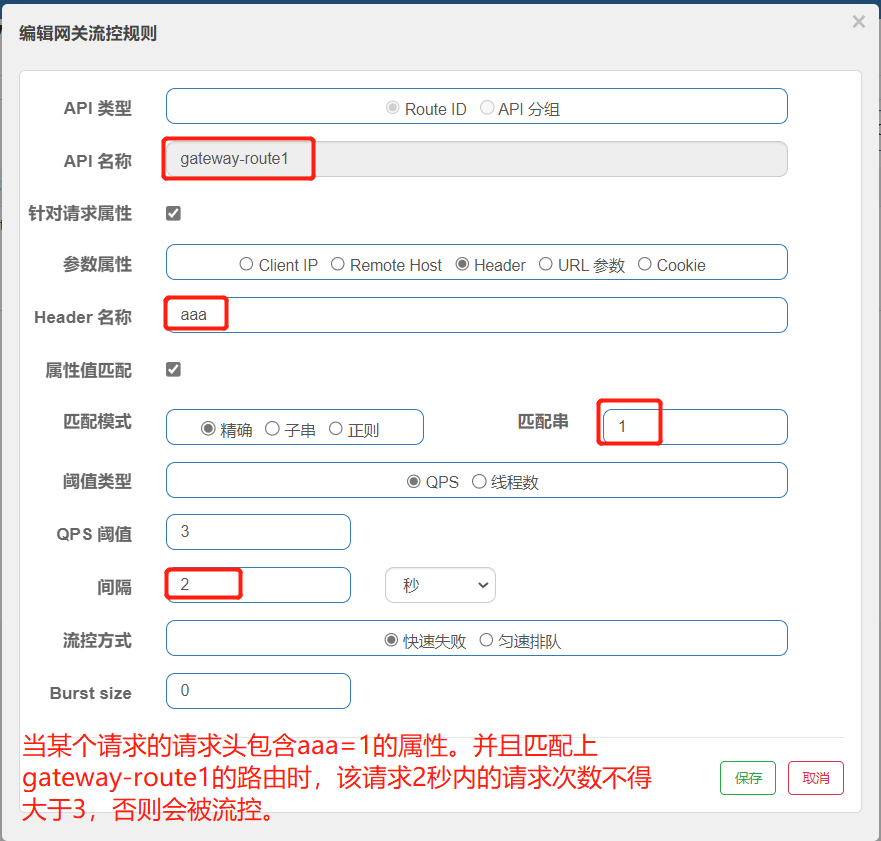 编辑网关流控规则 ×
API 类型 Route ID API 分组
API 名称 gateway-route1
针对请求属性
参数属性 Client IP Remote Host Header URL 参数 Cookie
Header 名称 aaa
属性值匹配
匹配模式 精确 子串 正则 匹配串 1
阈值类型 QPS 线程数
QPS 阈值 3
间隔 2 秒
流控方式 快速失败 匀速排队
Burst size 0
当某个请求的请求头包含aaa=1的属性。并且匹配上
gateway-route1的路由时，该请求2秒内的请求次数不得
大于3，否则会被流控。
保存 取消